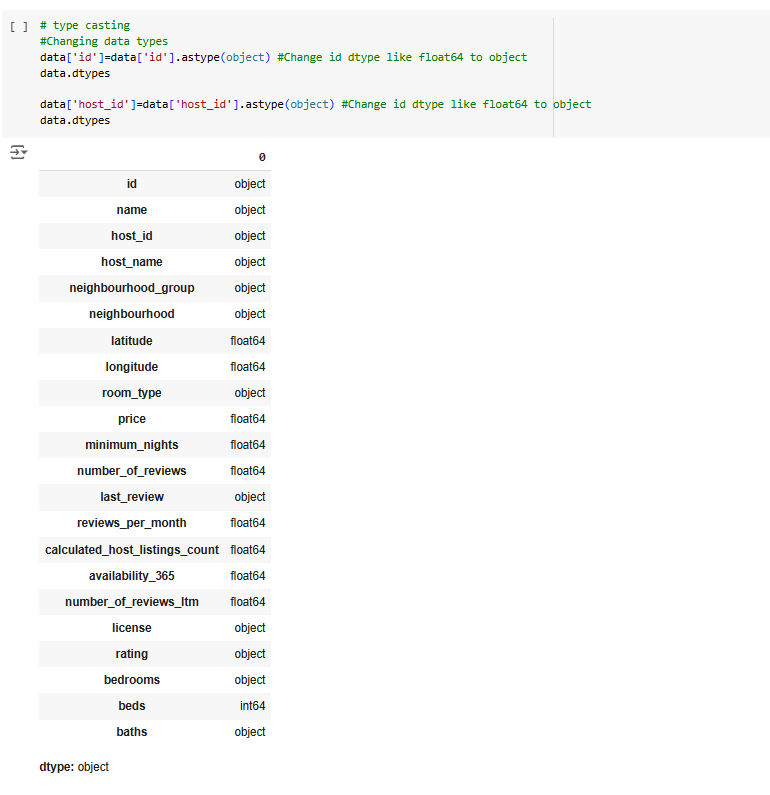 [ ] # type casting
#Changing data types
data['id']=data['id'].astype(object) #Change id dtype like float64 to object
data.dtypes
data['host_id']=data['host_id'].astype(object) #Change id dtype like float64 to object
data.dtypes
0
id object
name object
host_id object
host_name object
neighbourhood_group object
neighbourhood object
latitude float64
longitude float64
room_type object
price float64
minimum_nights float64
number_of_reviews float64
last_review object
reviews_per_month float64
calculated_host_listings_count float64
availability_365 float64
number_of_reviews_ltm float64
license object
rating object
bedrooms object
beds int64
baths object
dtype: object